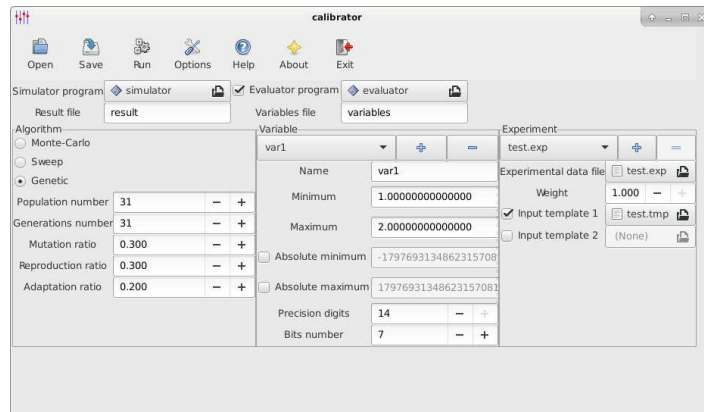 calibrator
Open Save Run Options Help About Exit
Simulator program simulator Evaluator program evaluator
Result file result Variables file variables
Algorithm
Monte-Carlo
Sweep
Genetic
Population number 31 − +
Generations number 31 − +
Mutation ratio 0.300 − +
Reproduction ratio 0.300 − +
Adaptation ratio 0.200 − +
Variable
var1
Name var1
Minimum 1.00000000000000
Maximum 2.00000000000000
Absolute minimum -1797693134862315708
Absolute maximum 17976931348623157081
Precision digits 14 − +
Bits number 7 − +
Experiment
test.exp
Experimental data file test.exp
Weight 1.000 − +
Input template 1 test.tmp
Input template 2 (None)